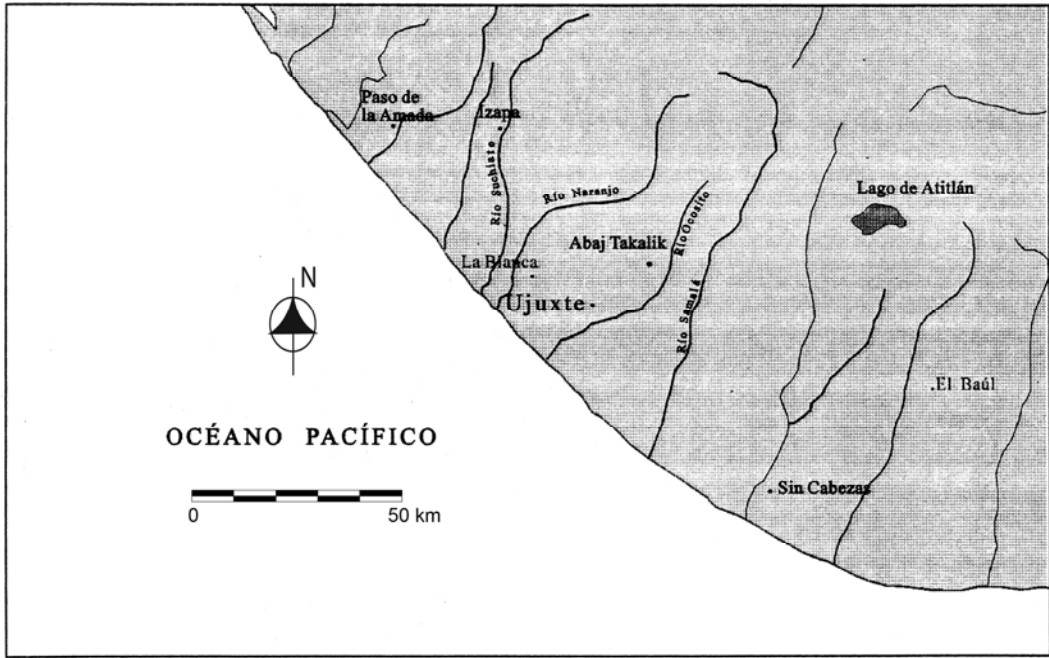 Paso de
la Amada
Izapa
Río Suchiate
Río Naranjo
Lago de Atitlán
Abaj Takalik
Río Ocosito
La Blanca
N
Ujuxte
Río Samalá
El Baúl
OCÉANO PACÍFICO
Sin Cabezas
0 50 km